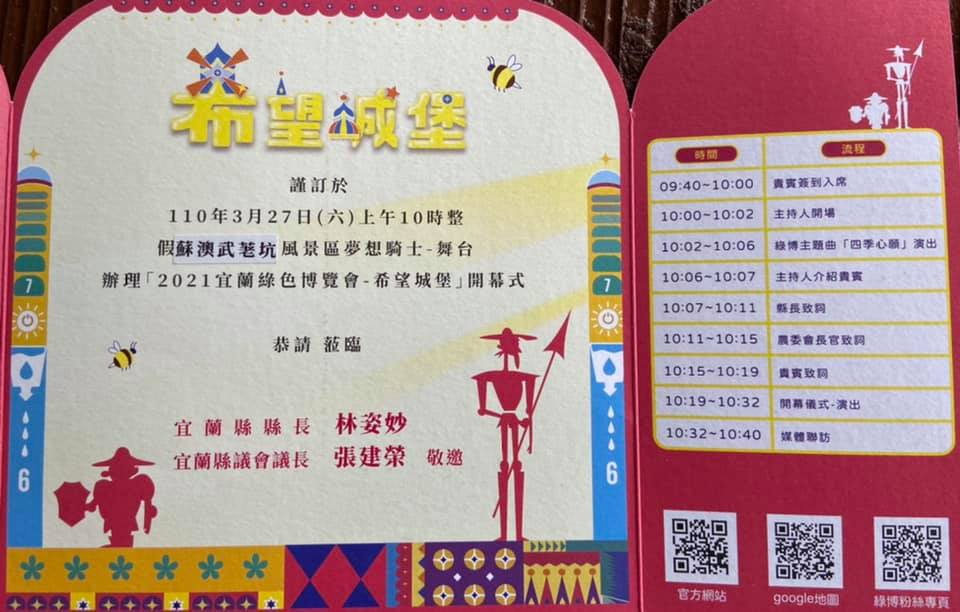 希望城堡
謹訂於
110年3月27日(六)上午10時整
假蘇澳武荖坑風景區夢想騎士-舞台
辦理「2021宜蘭綠色博覽會-希望城堡」開幕式
恭請 蒞臨
宜蘭縣縣長 林姿妙
宜蘭縣議會議長 張建榮 敬邀
7
6
7
6
時間 流程
09:40~10:00 貴賓簽到入席
10:00~10:02 主持人開場
10:02~10:06 綠博主題曲「四季心願」演出
10:06~10:07 主持人介紹貴賓
10:07~10:11 縣長致詞
10:11~10:15 農委會長官致詞
10:15~10:19 貴賓致詞
10:19~10:32 開幕儀式-演出
10:32~10:40 媒體聯訪
官方網站
google地圖
綠博粉絲專頁